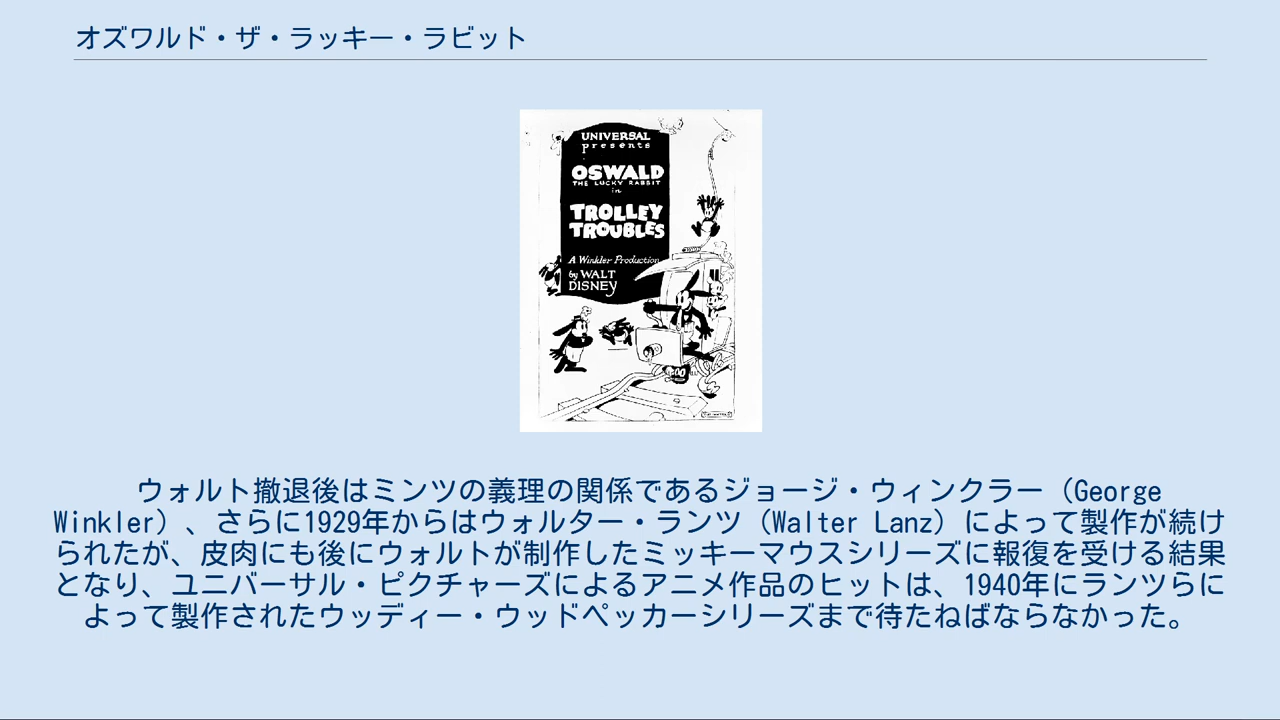 オズワルド・ザ・ラッキー・ラビット
UNIVERSAL
presents
OSWALD
THE LUCKY RABBIT
in
TROLLEY
TROUBLES
A Winkler Production
by WALT
DISNEY
ウォルト撤退後はミンツの義理の関係であるジョージ・ウィンクラー（George
Winkler）、さらに1929年からはウォルター・ランツ（Walter Lanz）によって製作が続け
られたが、皮肉にも後にウォルトが制作したミッキーマウスシリーズに報復を受ける結果
となり、ユニバーサル・ピクチャーズによるアニメ作品のヒットは、1940年にランツらに
よって製作されたウッディー・ウッドペッカーシリーズまで待たねばならなかった。